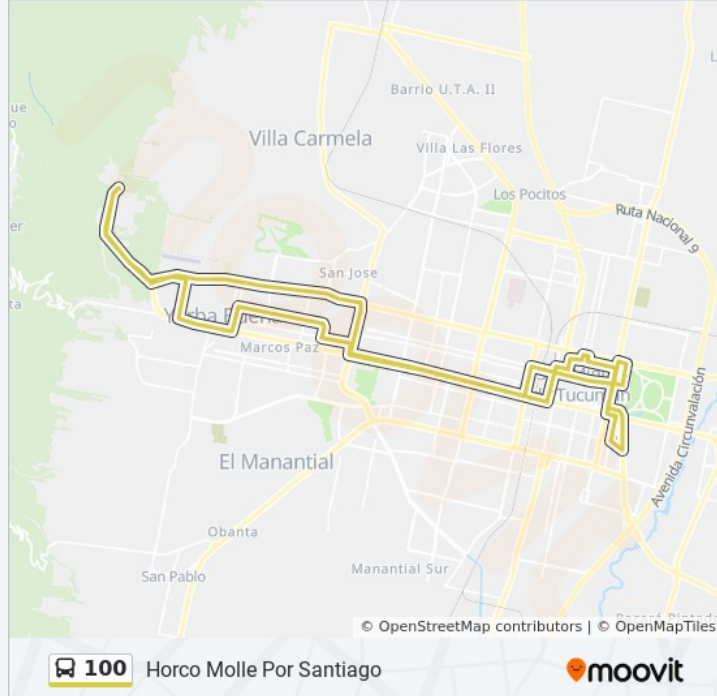 Barrio U.T.A. II
Villa Carmela
Villa Las Flores
Los Pocitos
Ruta Nacional 9
San Jose
Marcos Paz
Avenida Circunvalación
El Manantial
Obanta
Manantial Sur
San Pablo
© OpenStreetMap contributors | © OpenMapTiles
100 Horco Molle Por Santiago
moovit